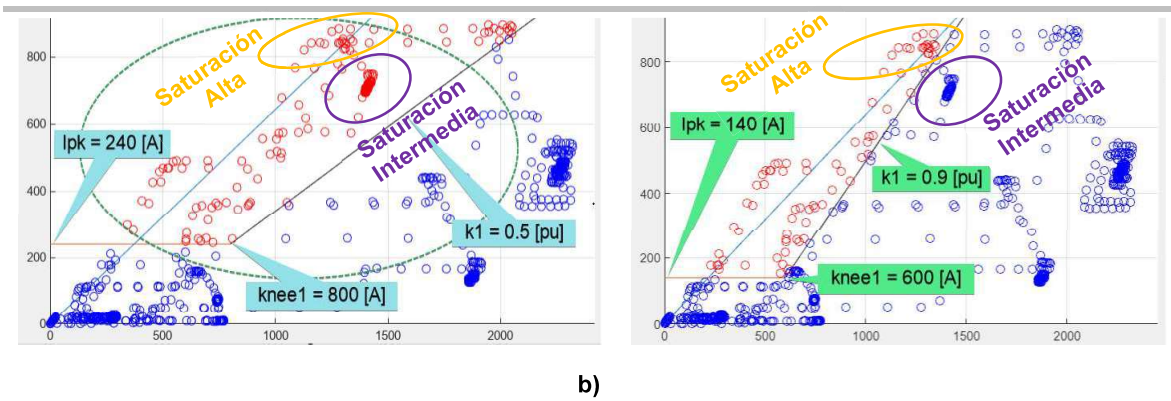 800
600
400
200
0
0
500
1000
1500
2000
Saturación
Alta
Saturación
Intermedia
Ipk = 240 [A]
k1 = 0.5 [pu]
knee1 = 800 [A]
800
600
400
200
0
0
500
1000
1500
2000
Saturación
Alta
Saturación
Intermedia
Ipk = 140 [A]
k1 = 0.9 [pu]
knee1 = 600 [A]
b)